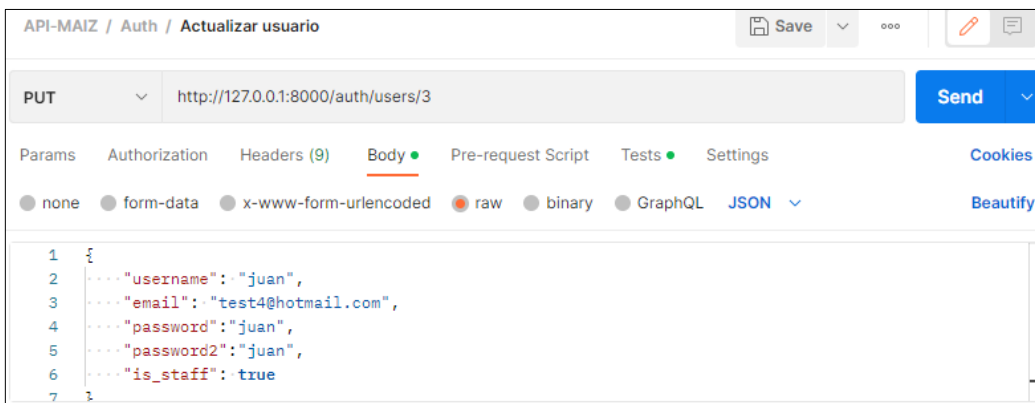 API-MAIZ / Auth / Actualizar usuario Save ooo
PUT http://127.0.0.1:8000/auth/users/3 Send
Params Authorization Headers (9) Body Pre-request Script Tests Settings Cookies
none form-data x-www-form-urlencoded raw binary GraphQL JSON Beautify
1 {
2 "username": "juan",
3 "email": "test4@hotmail.com",
4 "password":"juan",
5 "password2":"juan",
6 "is_staff": true
7 }